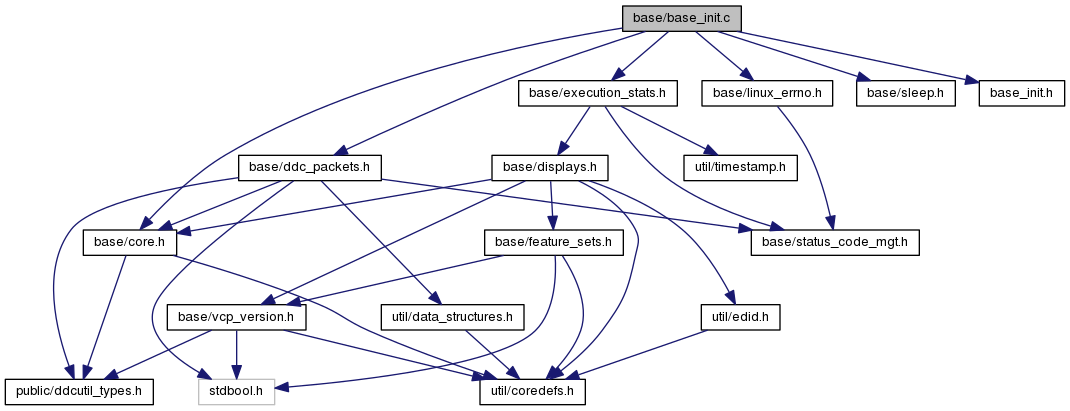 base/base_init.c
base/execution_stats.h
base/linux_errno.h
base/sleep.h
base_init.h
base/ddc_packets.h
base/displays.h
util/timestamp.h
base/core.h
base/feature_sets.h
base/status_code_mgt.h
base/vcp_version.h
util/data_structures.h
util/edid.h
public/ddcutil_types.h
stdbool.h
util/coredefs.h